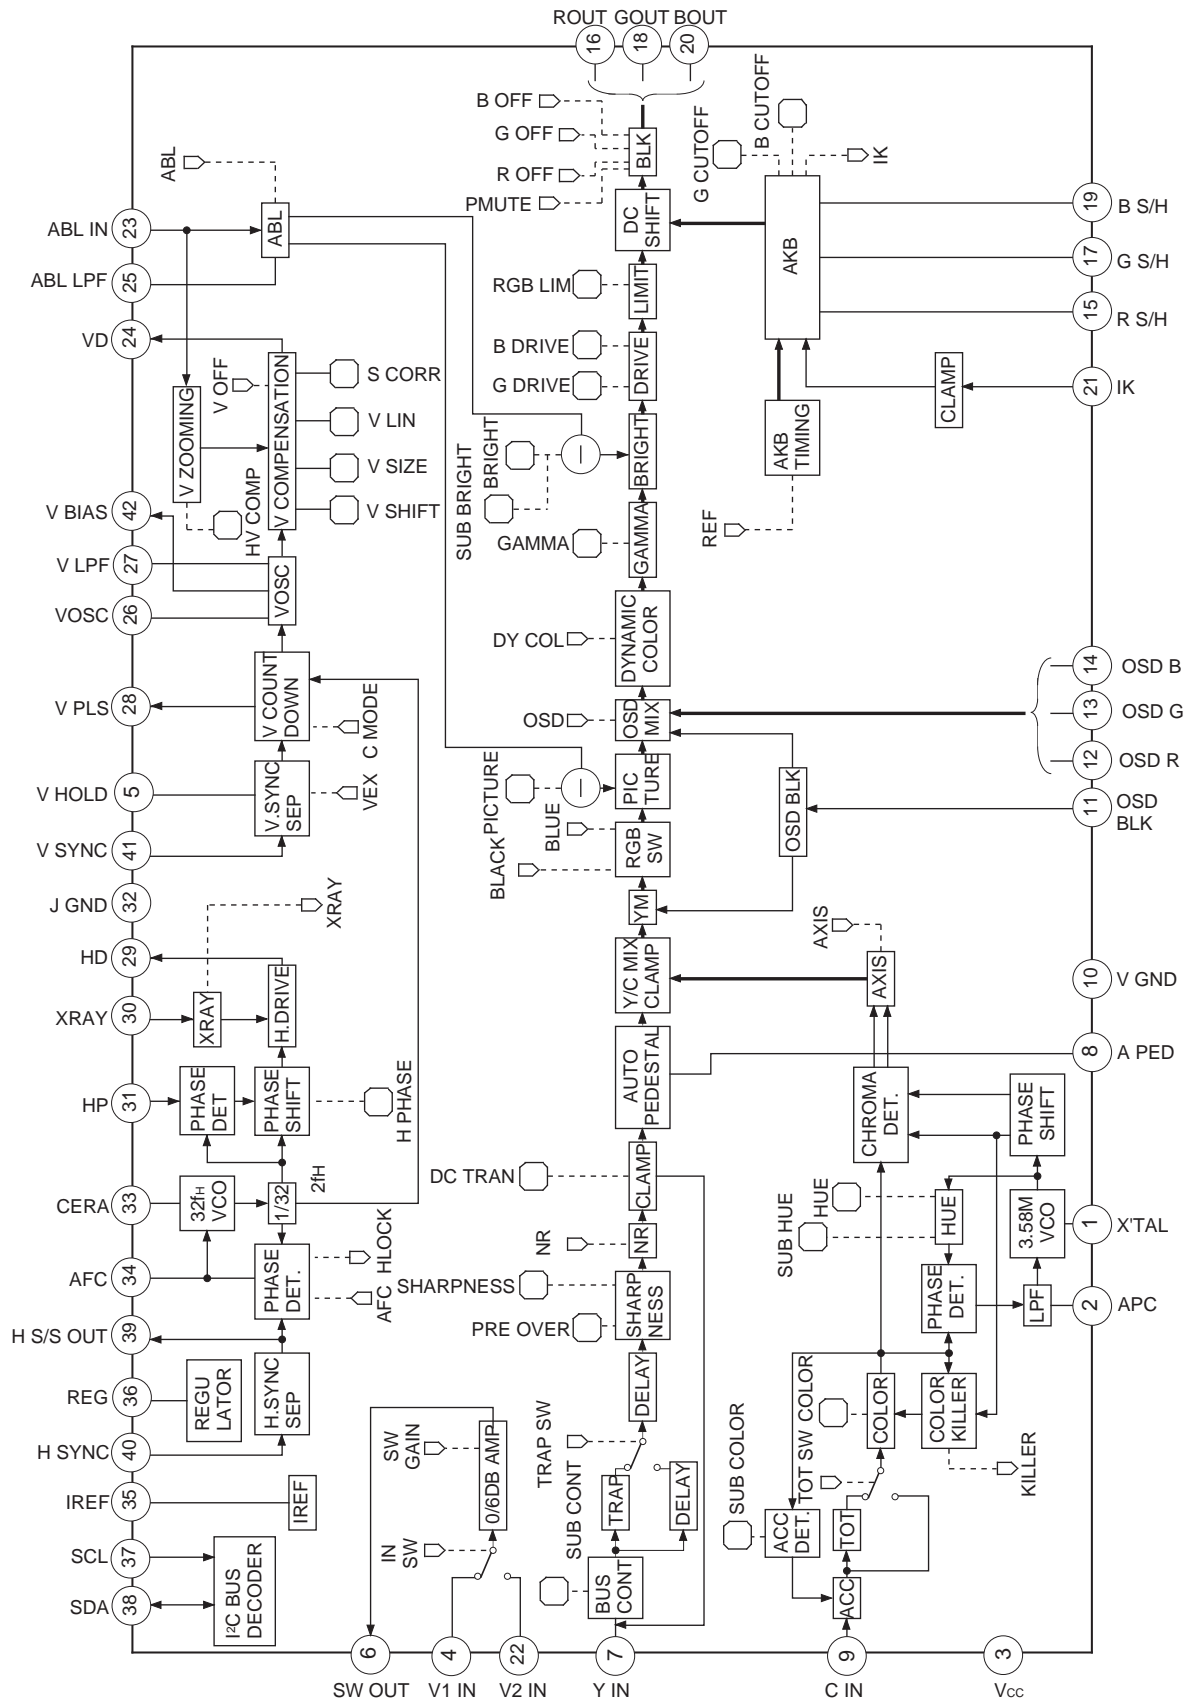 ROUT GOUT BOUT
16
18
20
B OFF
G OFF
R OFF
PMUTE
BLK
B CUTOFF
G CUTOFF
IK
ABL
ABL IN
23
ABL
DC
SHIFT
AKB
19
B S/H
ABL LPF
25
RGB LIM
LIMIT
17
G S/H
VD
24
15
R S/H
V OFF
V COMPENSATION
S CORR
B DRIVE
G DRIVE
DRIVE
CLAMP
21
IK
V ZOOMING
V LIN
V SIZE
V SHIFT
HV COMP
SUB BRIGHT
BRIGHT
BRIGHT
AKB
TIMING
REF
V BIAS
42
V LPF
27
VOSC
26
VOSC
GAMMA
GAMMA
DY COL
DYNAMIC
COLOR
V PLS
28
V COUNT
DOWN
C MODE
OSD
OSD
MIX
14
OSD B
13
OSD G
12
OSD R
V HOLD
5
V.SYNC
SEP
VEX
PICTURE
PIC
TURE
OSD BLK
11
OSD
BLK
V SYNC
41
BLUE
BLACK
RGB
SW
J GND
32
XRAY
YM
AXIS
HD
29
Y/C MIX
CLAMP
AXIS
10
V GND
XRAY
30
XRAY
H.DRIVE
AUTO
PEDESTAL
8
A PED
HP
31
PHASE
DET
PHASE
SHIFT
H PHASE
CHROMA
DET.
PHASE
SHIFT
2fH
DC TRAN
CLAMP
CERA
33
32fH
VCO
1/32
HUE
SUB HUE
HUE
3.58M
VCO
1
X'TAL
NR
NR
AFC
34
PHASE
DET.
HLOCK
AFC
SHARPNESS
SHARP
NESS
PHASE
DET.
LPF
2
APC
H S/S OUT
39
PRE OVER
REG
36
REGU
LATOR
H.SYNC
SEP
DELAY
COLOR
COLOR
COLOR
KILLER
KILLER
H SYNC
40
SW
GAIN
0/6DB AMP
TRAP SW
SUB COLOR
TOT SW
IREF
35
IREF
IN
SW
SUB CONT
TRAP
DELAY
ACC
DET.
TOT
SCL
37
SDA
38
I²C BUS
DECODER
BUS
CONT
ACC
6
4
22
7
9
3
SW OUT
V1 IN
V2 IN
Y IN
C IN
Vcc